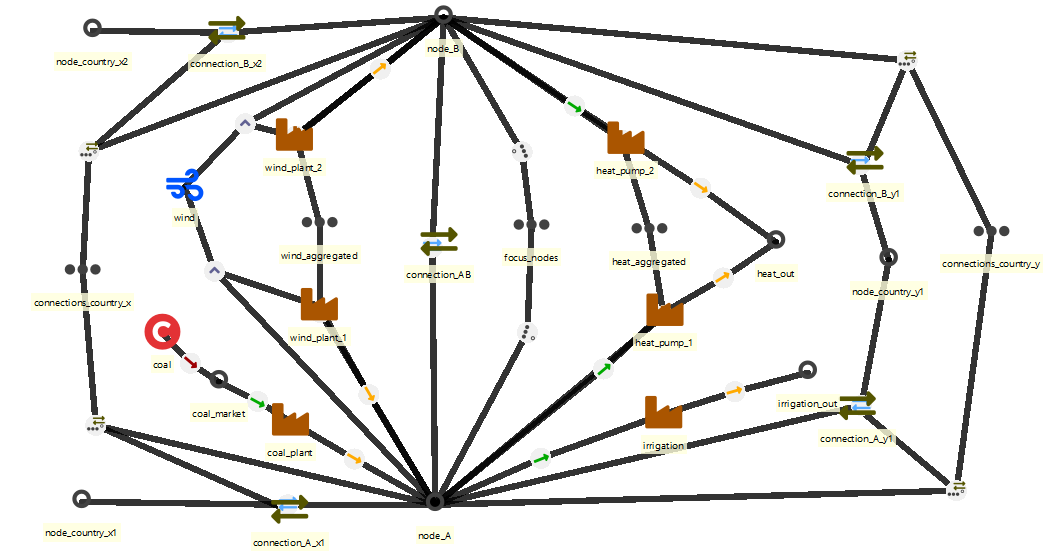 node_B
node_country_x2
connection_B_x2
wind_plant_2
heat_pump_2
connection_B_y1
wind
wind_aggregated
connection_AB
focus_nodes
heat_aggregated
heat_out
connections_country_y
node_country_y1
connections_country_x
wind_plant_1
heat_pump_1
coal
coal_market
irrigation_out
coal_plant
irrigation
connection_A_y1
node_country_x1
connection_A_x1
node_A